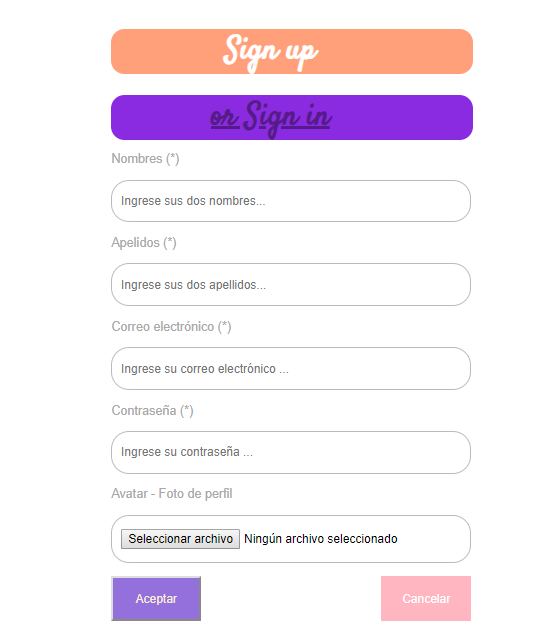 Sign up
or Sign in
Nombres (*)
Ingrese sus dos nombres...
Apelidos (*)
Ingrese sus dos apellidos...
Correo electrónico (*)
Ingrese su correo electrónico ...
Contraseña (*)
Ingrese su contraseña ...
Avatar - Foto de perfil
Seleccionar archivo Ningún archivo seleccionado
Aceptar Cancelar